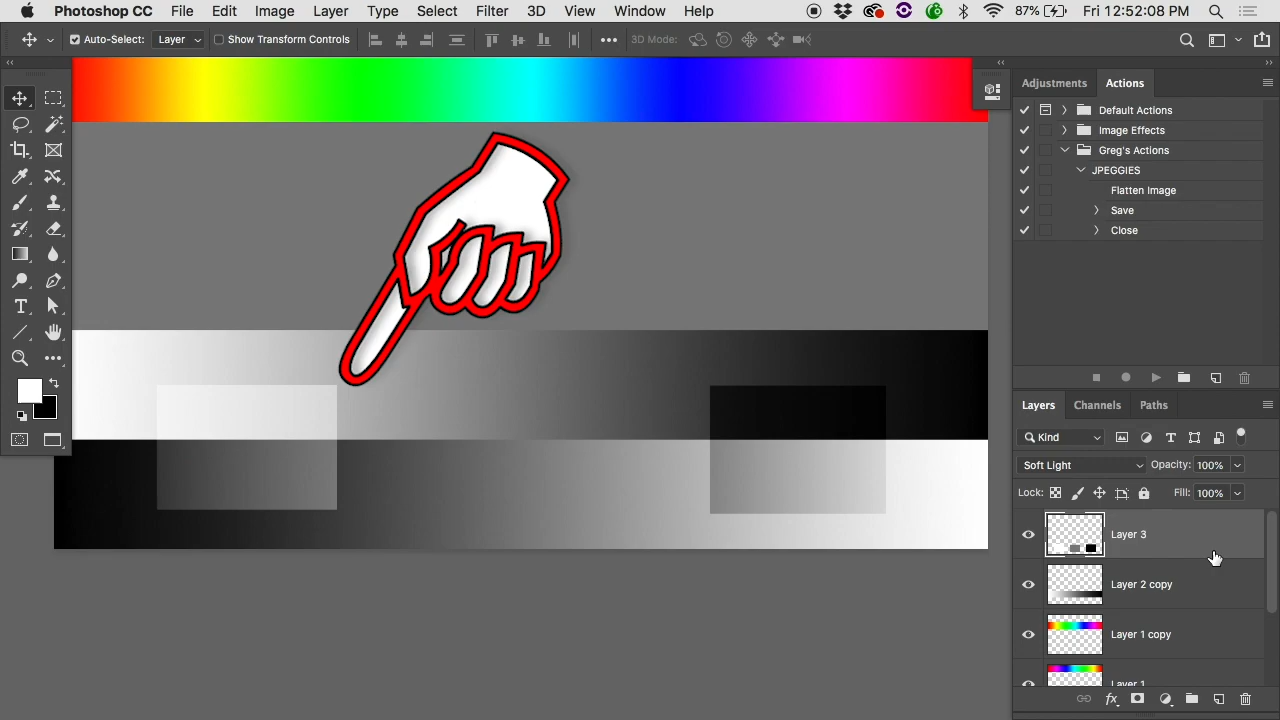 Photoshop CC File Edit Image Layer Type Select Filter 3D View Window Help 87% Fri 12:52:08 PM
Auto-Select: Layer Show Transform Controls 3D Mode:
Adjustments Actions
Default Actions
Image Effects
Greg's Actions
JPEGGIES
Flatten Image
Save
Close
Layers Channels Paths
Kind
Soft Light Opacity: 100%
Lock: Fill: 100%
Layer 3
Layer 2 copy
Layer 1 copy
Layer 1